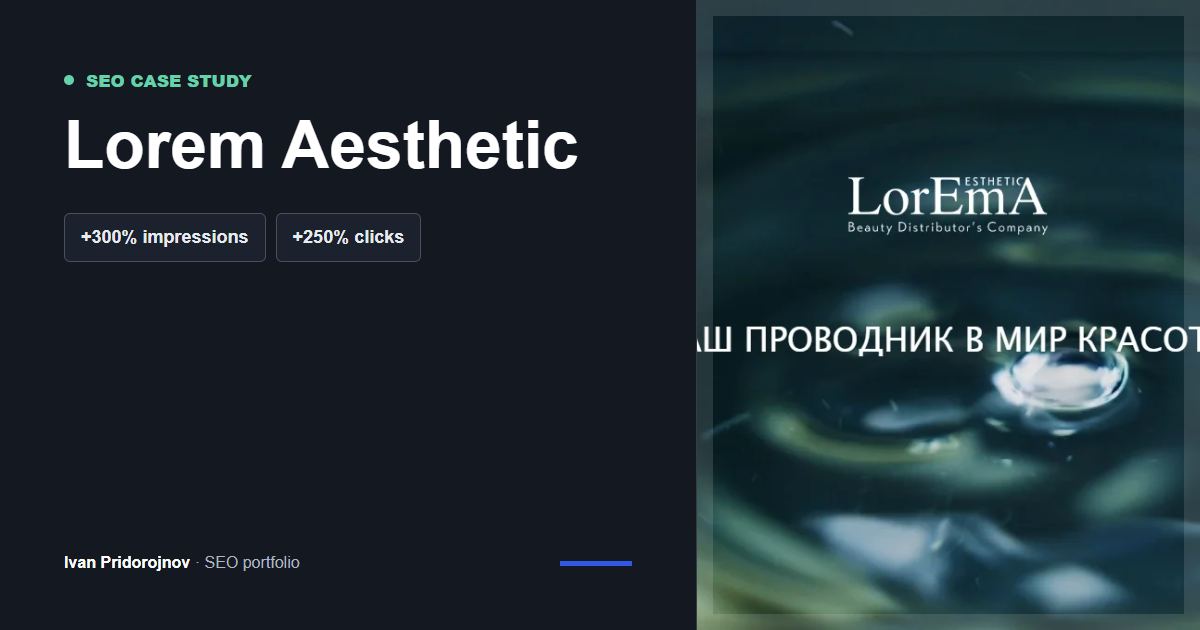 SEO CASE STUDY
Lorem Aesthetic
+300% impressions
+250% clicks
Ivan Pridorojnov · SEO portfolio
ESTHETIC
LorEmA
Beauty Distributor's Company
АШ ПРОВОДНИК В МИР КРАСОТ